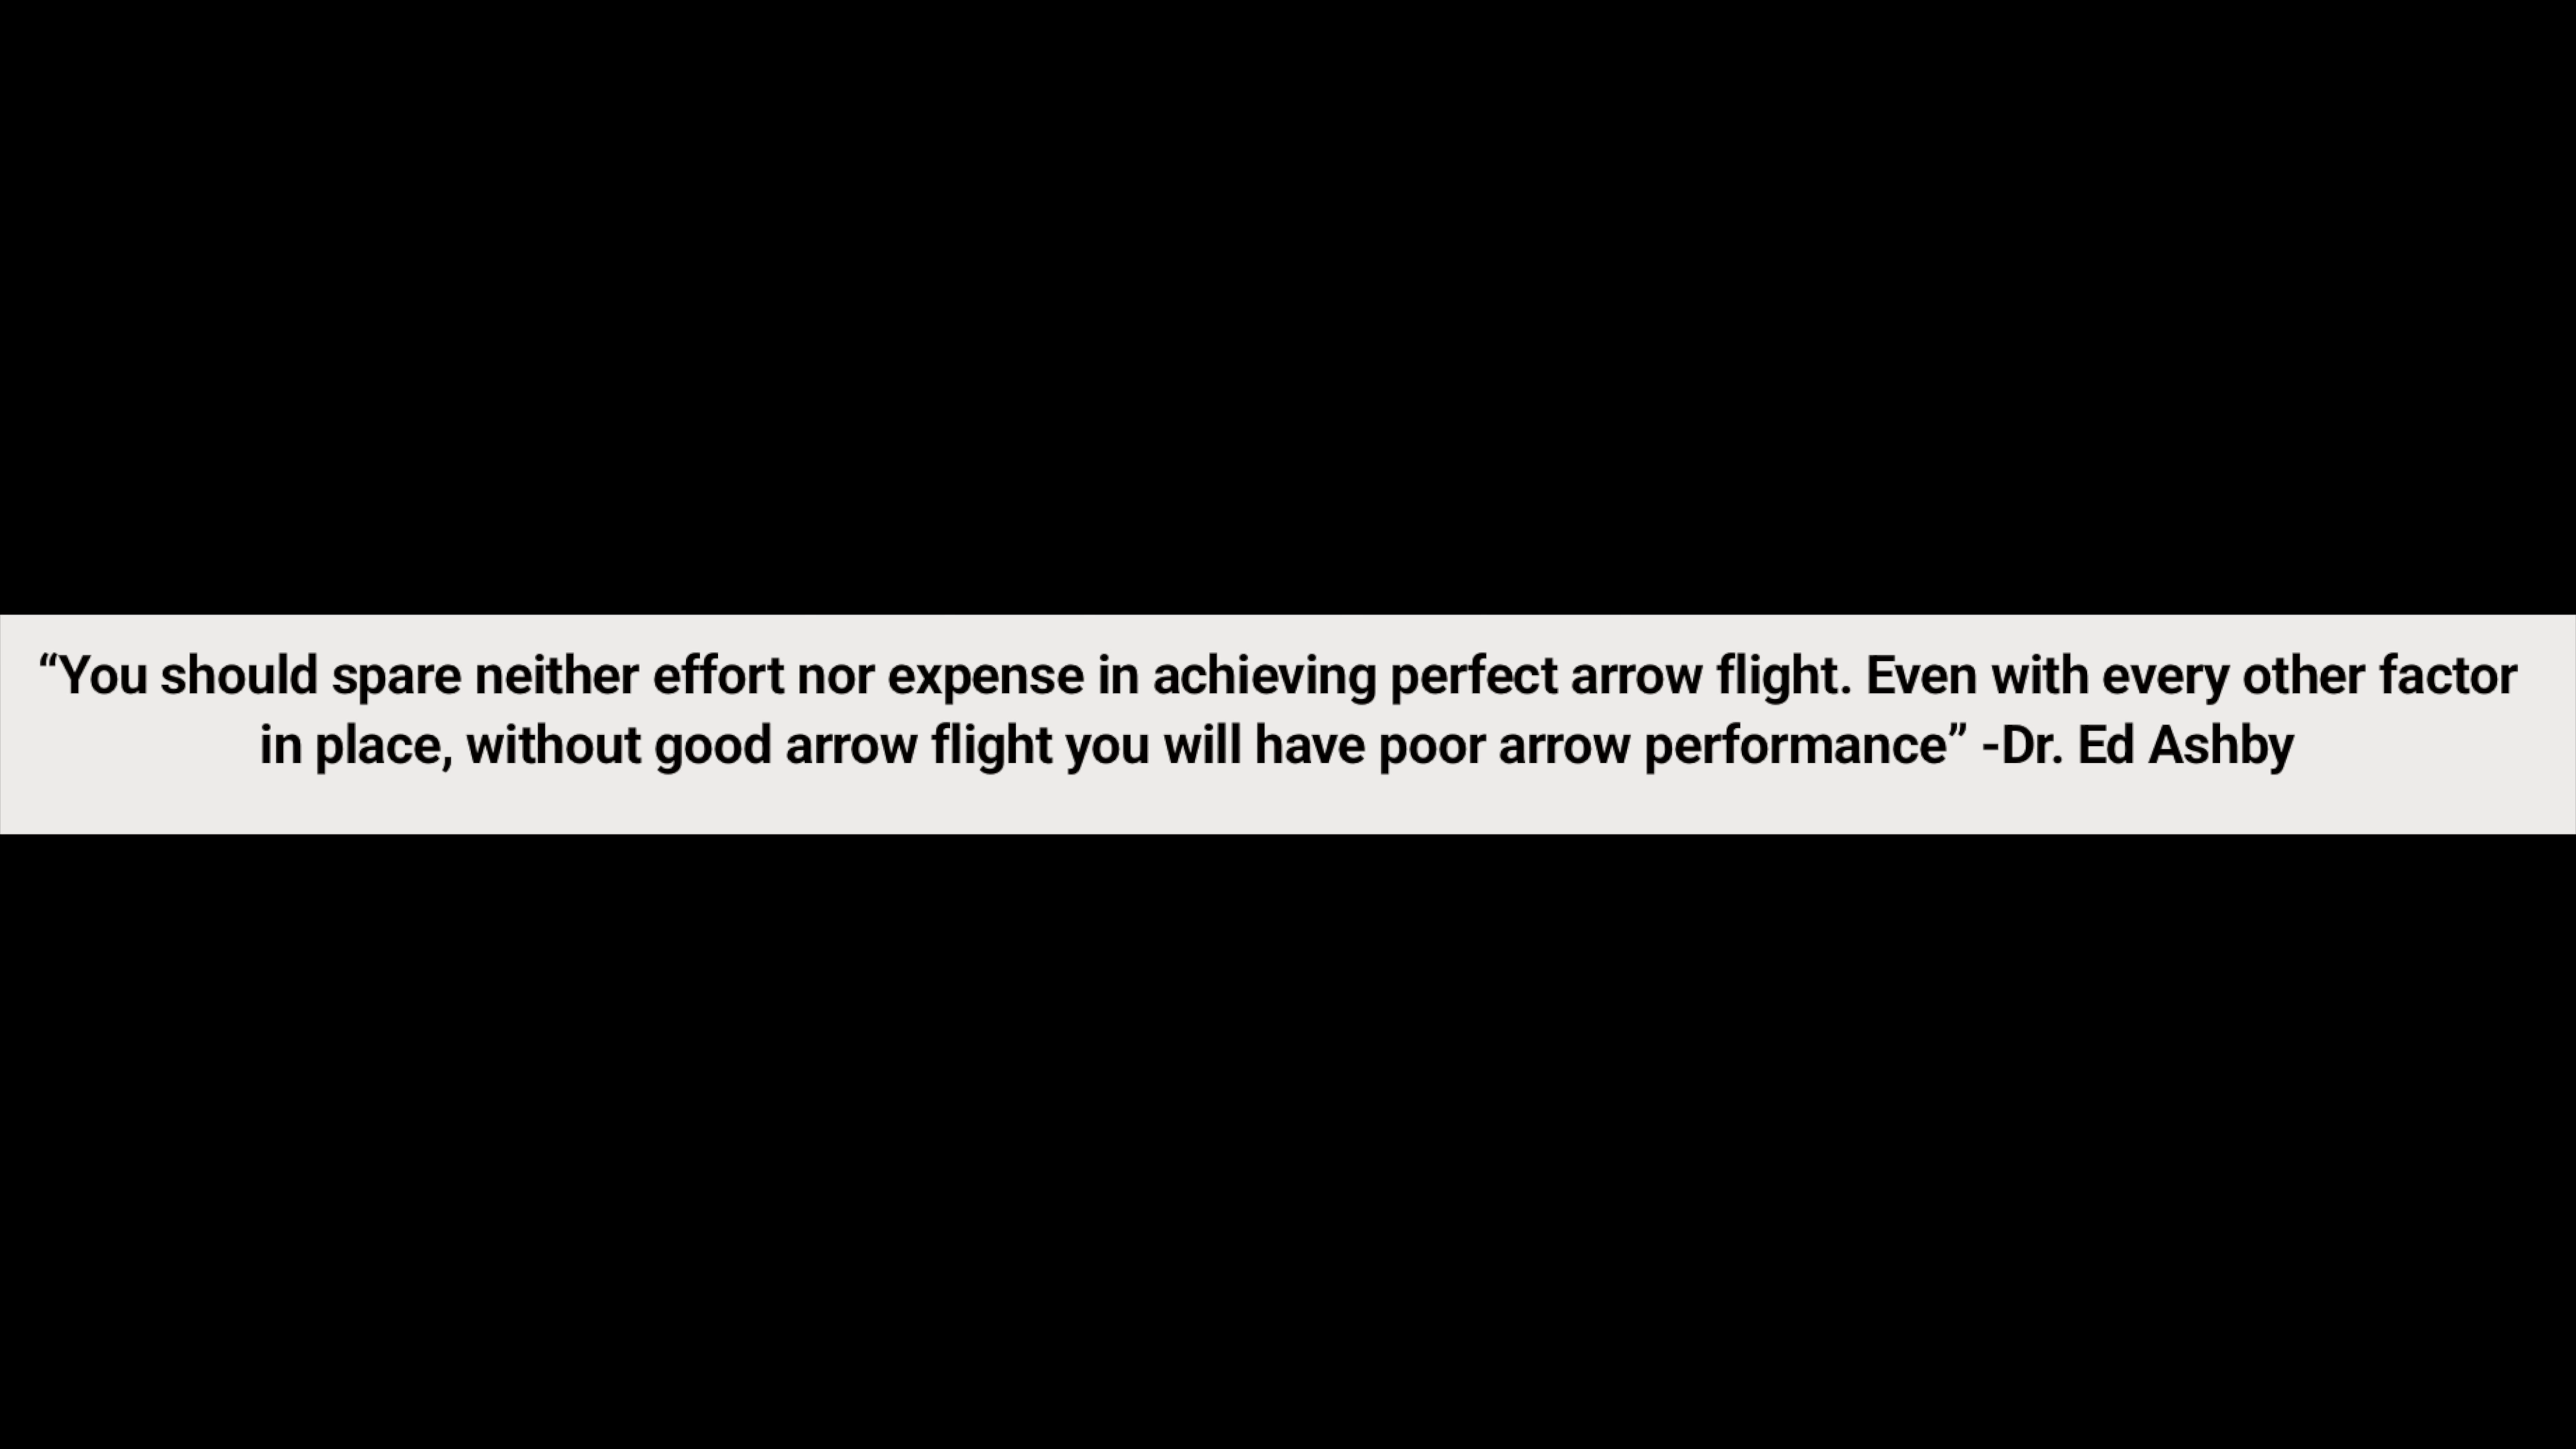 “You should spare neither effort nor expense in achieving perfect arrow flight. Even with every other factor
in place, without good arrow flight you will have poor arrow performance” -Dr. Ed Ashby